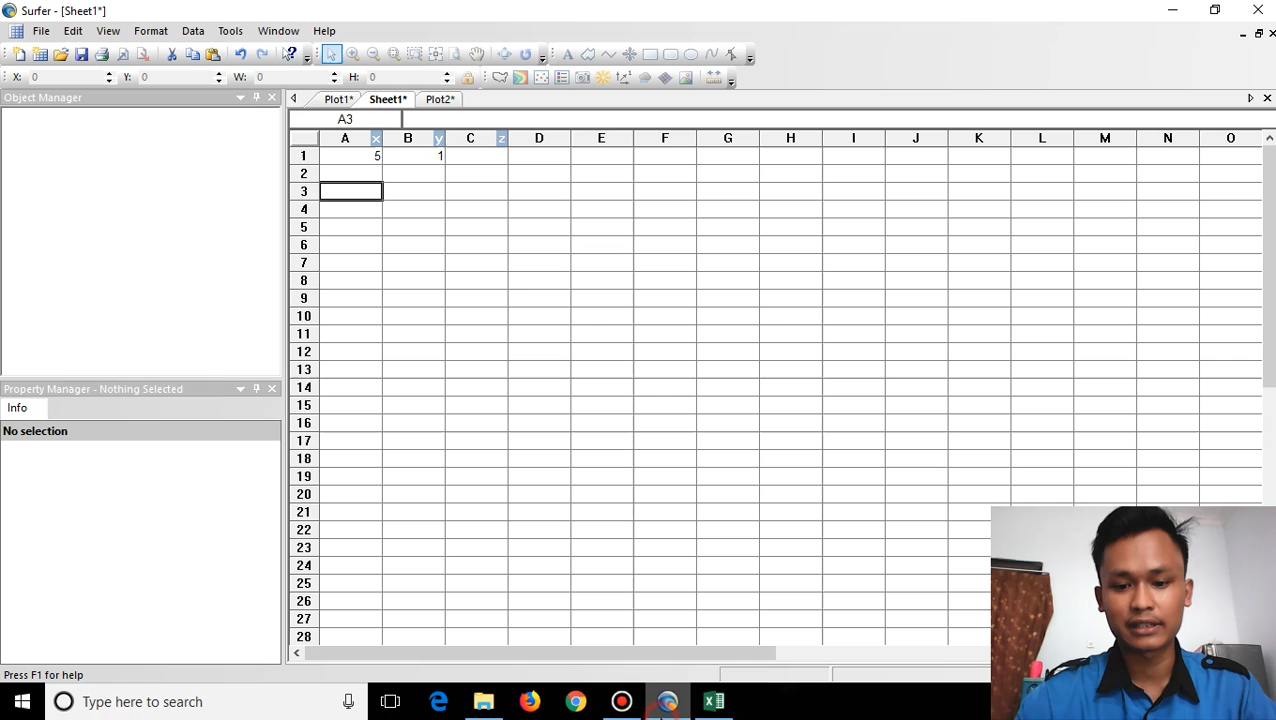 Surfer - [Sheet1*]
File Edit View Format Data Tools Window Help
X: 0 Y: 0 W: 0 H: 0
Object Manager
Plot1* Sheet1* Plot2*
A3
A x B y C z D E F G H I J K L M N O
1 5 1
2
3
4
5
6
7
8
9
10
11
12
13
14
15
16
17
18
19
20
21
22
23
24
25
26
27
28
Property Manager - Nothing Selected
Info
No selection
Press F1 for help
Type here to search